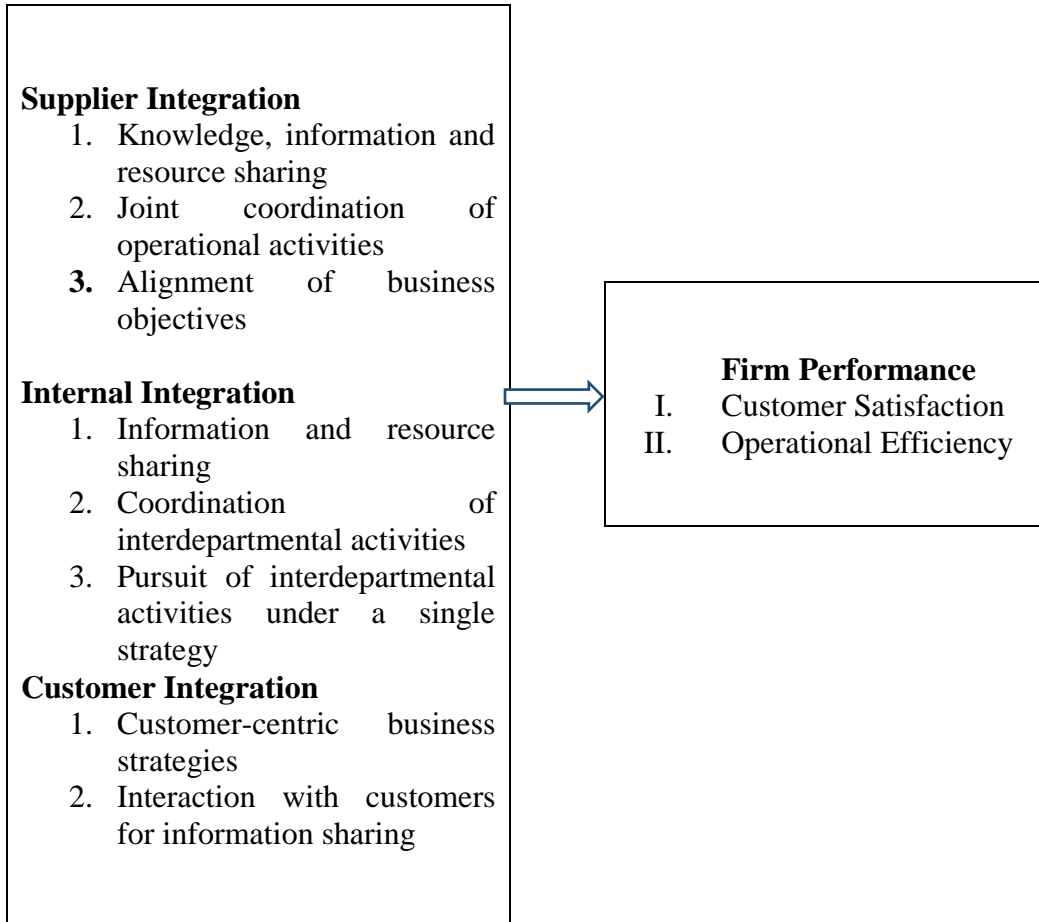 Supplier Integration
1. Knowledge, information and
resource sharing
2. Joint coordination of
operational activities
3. Alignment of business
objectives
Internal Integration
1. Information and resource
sharing
2. Coordination of
interdepartmental activities
3. Pursuit of interdepartmental
activities under a single
strategy
Customer Integration
1. Customer-centric business
strategies
2. Interaction with customers
for information sharing
Firm Performance
I. Customer Satisfaction
II. Operational Efficiency